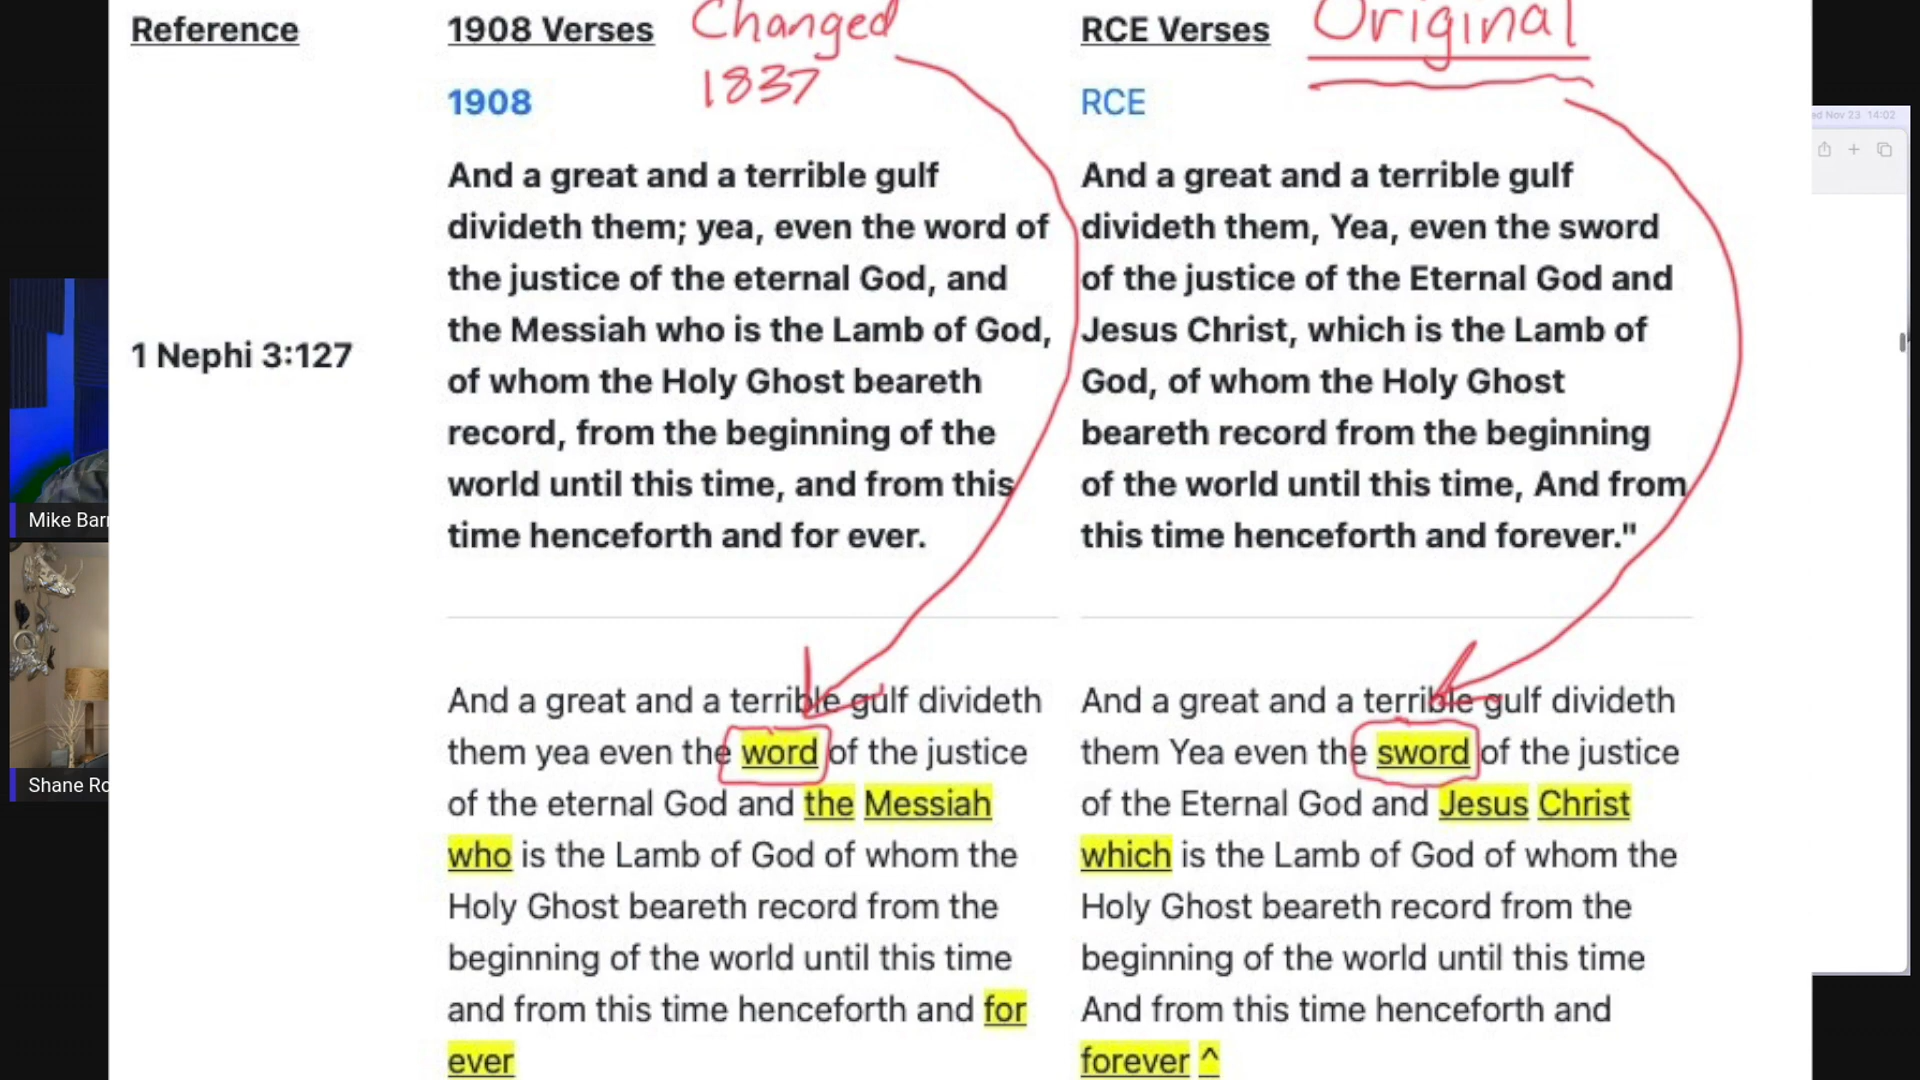 Reference
1908 Verses
Changed
1837
RCE Verses
Original
1908
RCE
1 Nephi 3:127
And a great and a terrible gulf
divideth them; yea, even the word of
the justice of the eternal God, and
the Messiah who is the Lamb of God,
of whom the Holy Ghost beareth
record, from the beginning of the
world until this time, and from this
time henceforth and for ever.
And a great and a terrible gulf
divideth them, Yea, even the sword
of the justice of the Eternal God and
Jesus Christ, which is the Lamb of
God, of whom the Holy Ghost
beareth record from the beginning
of the world until this time, And from
this time henceforth and forever."
And a great and a terrible gulf divideth
them yea even the word of the justice
of the eternal God and the Messiah
who is the Lamb of God of whom the
Holy Ghost beareth record from the
beginning of the world until this time
and from this time henceforth and for
ever
And a great and a terrible gulf divideth
them Yea even the sword of the justice
of the Eternal God and Jesus Christ
which is the Lamb of God of whom the
Holy Ghost beareth record from the
beginning of the world until this time
And from this time henceforth and
forever ^
Mike
Shane
Nov 23 14:02